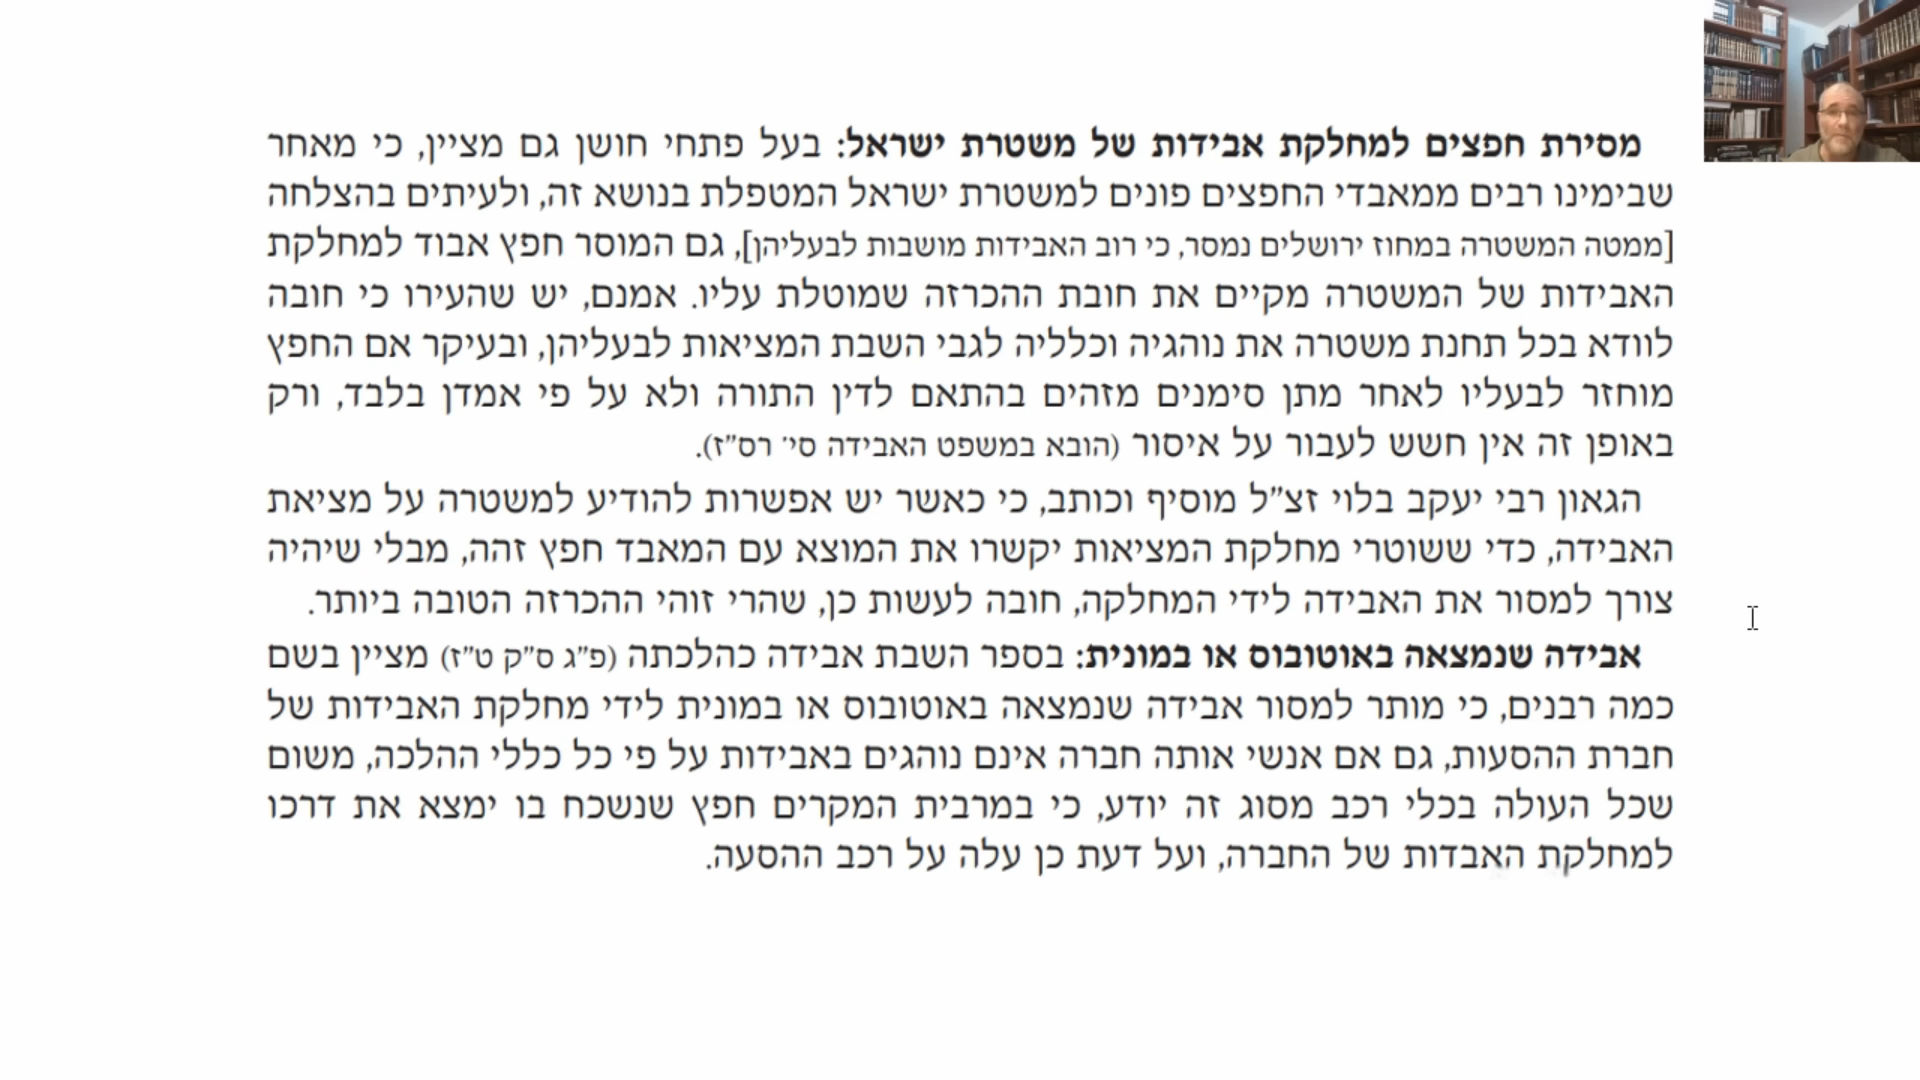 מסירת חפצים למחלקת אבידות של משטרת ישראל: בעל פתחי חושן גם מציין, כי מאחר
שבימינו רבים ממאבדי החפצים פונים למשטרת ישראל המטפלת בנושא זה, ולעיתים בהצלחה
[ממטה המשטרה במחוז ירושלים נמסר, כי רוב האבידות מושבות לבעליהן], גם המוסר חפץ אבוד למחלקת
האבידות של המשטרה מקיים את חובת ההכרזה שמוטלת עליו. אמנם, יש שהעירו כי חובה
לוודא בכל תחנת משטרה את נוהגיה וכלליה לגבי השבת המציאות לבעליהן, ובעיקר אם החפץ
מוחזר לבעליו לאחר מתן סימנים מזהים בהתאם לדין התורה ולא על פי אמדן בלבד, ורק
באופן זה אין חשש לעבור על איסור (הובא במשפט האבידה סי' רס"ז).
הגאון רבי יעקב בלוי זצ"ל מוסיף וכותב, כי כאשר יש אפשרות להודיע למשטרה על מציאת
האבידה, כדי ששוטרי מחלקת המציאות יקשרו את המוצא עם המאבד חפץ זהה, מבלי שיהיה
צורך למסור את האבידה לידי המחלקה, חובה לעשות כן, שהרי זוהי ההכרזה הטובה ביותר.
אבידה שנמצאה באוטובוס או במונית: בספר השבת אבידה כהלכתה (פ"ג ס"ק ט"ז) מציין בשם
כמה רבנים, כי מותר למסור אבידה שנמצאה באוטובוס או במונית לידי מחלקת האבידות של
חברת ההסעות, גם אם אנשי אותה חברה אינם נוהגים באבידות על פי כל כללי ההלכה, משום
שכל העולה בכלי רכב מסוג זה יודע, כי במרבית המקרים חפץ שנשכח בו ימצא את דרכו
למחלקת האבדות של החברה, ועל דעת כן עלה על רכב ההסעה.